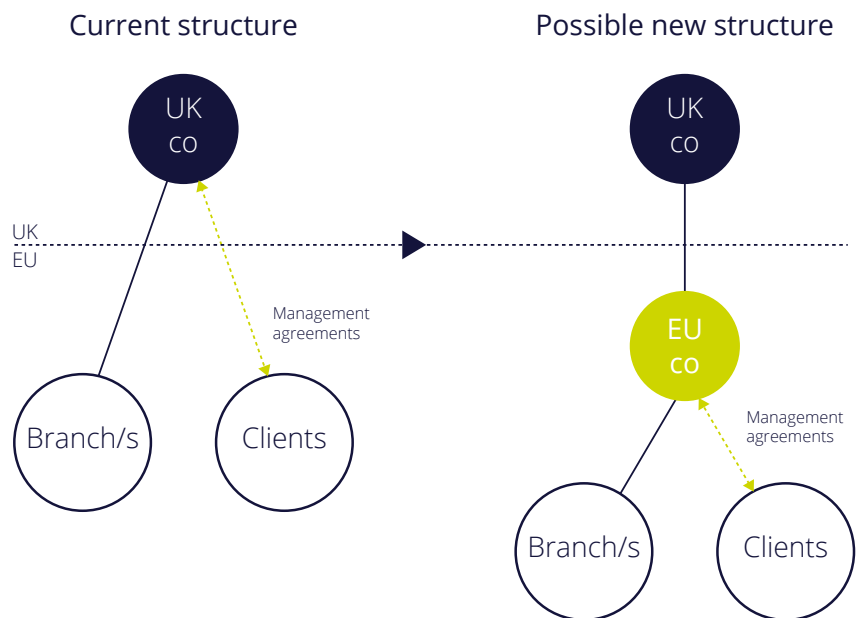 Current structure
UK
co
UK
EU
Management
agreements
Branch/s
Clients
Possible new structure
UK
co
EU
co
Management
agreements
Branch/s
Clients